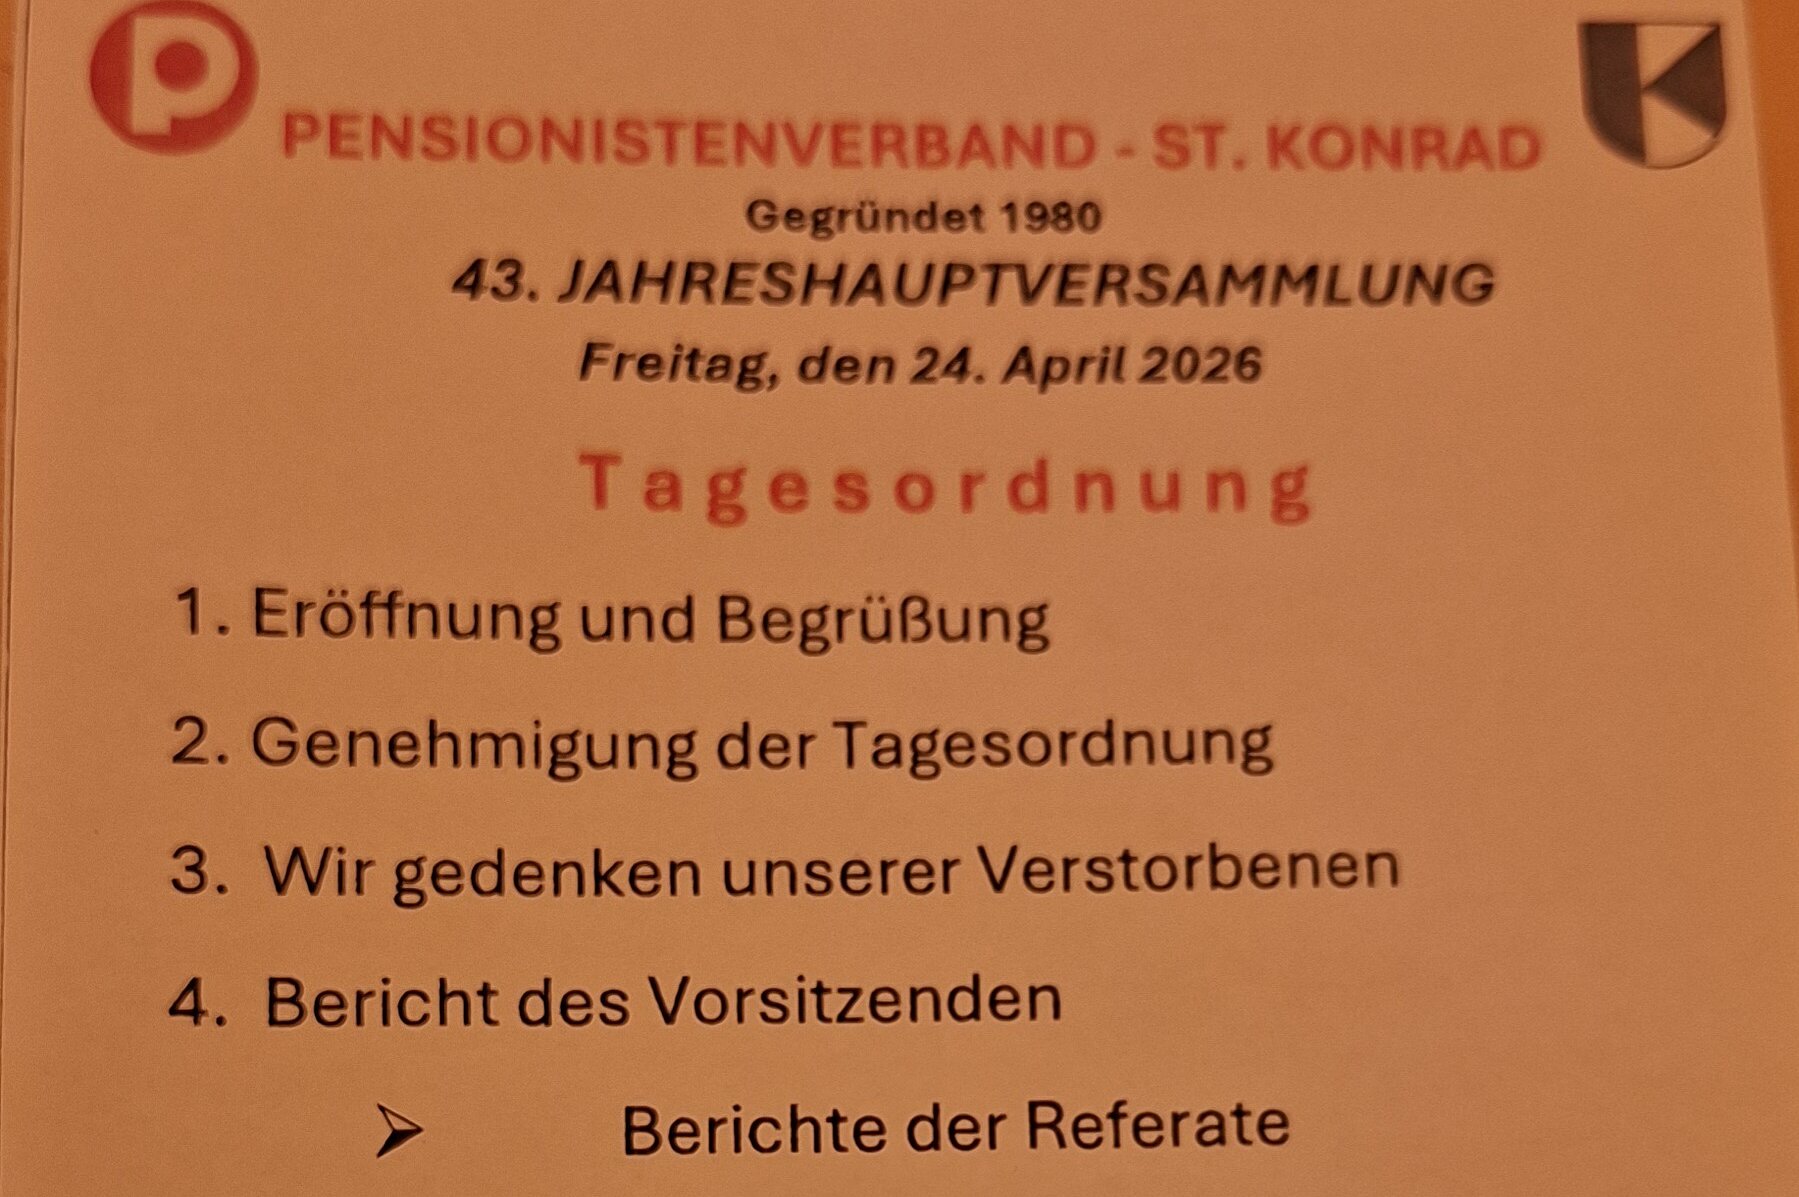 PENSIONISTENVERBAND - ST. KONRAD
Gegründet 1980
43. JAHRESHAUPTVERSAMMLUNG
Freitag, den 24. April 2026
Tagesordnung
1. Eröffnung und Begrüßung
2. Genehmigung der Tagesordnung
3. Wir gedenken unserer Verstorbenen
4. Bericht des Vorsitzenden
➢ Berichte der Referate